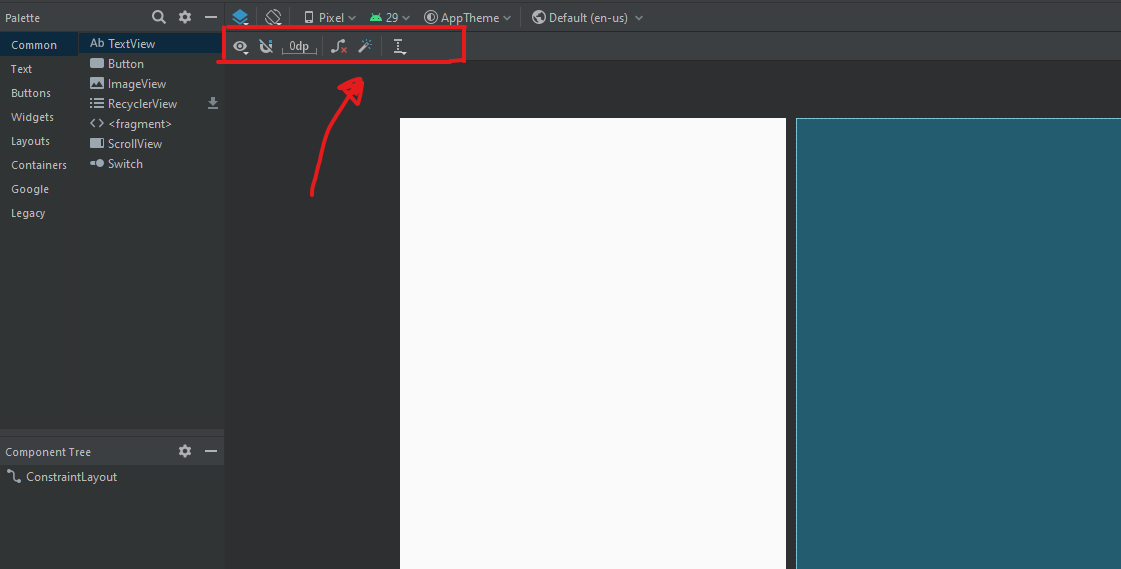 Palette
Pixel
29
AppTheme
Default (en-us)
Common
Text
Buttons
Widgets
Layouts
Containers
Google
Legacy
Ab TextView
Button
ImageView
RecyclerView
<fragment>
ScrollView
Switch
0dp
Component Tree
ConstraintLayout